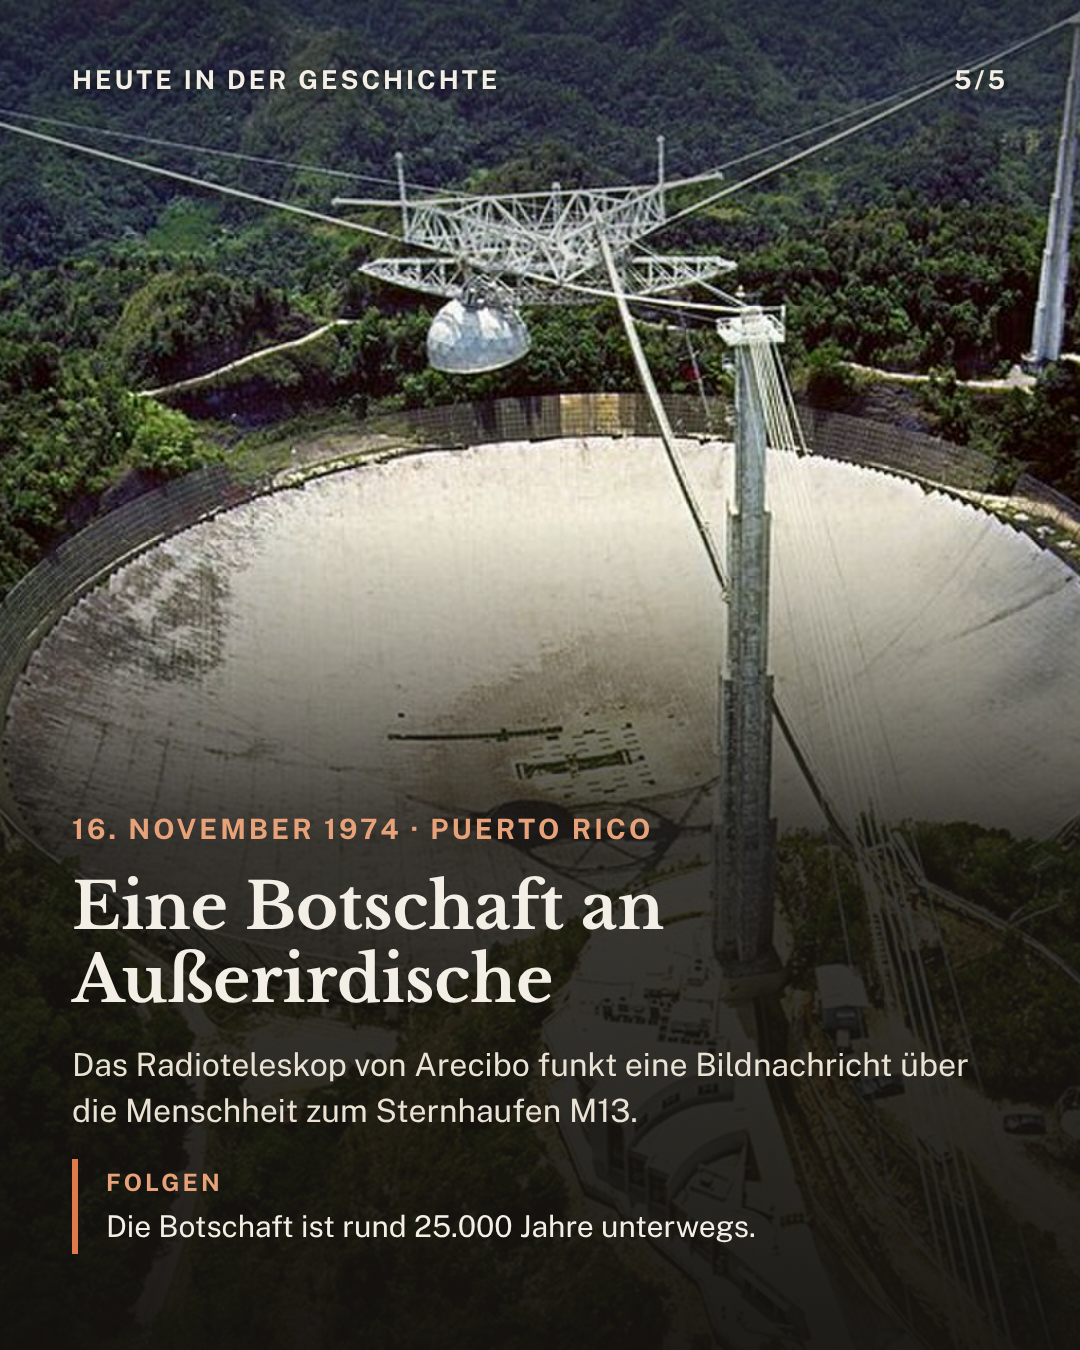 HEUTE IN DER GESCHICHTE
5/5
16. NOVEMBER 1974 · PUERTO RICO
Eine Botschaft an
Außerirdische
Das Radioteleskop von Arecibo funkt eine Bildnachricht über
die Menschheit zum Sternhaufen M13.
FOLGEN
Die Botschaft ist rund 25.000 Jahre unterwegs.